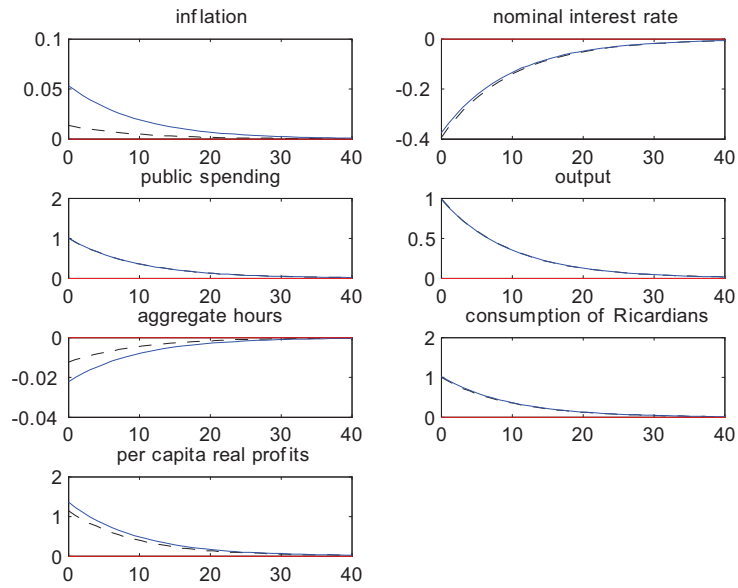 inflation
0.1
0.05
0
0 10 20 30 40
nominal interest rate
0
-0.2
-0.4
0 10 20 30 40
public spending
2
1
0
0 10 20 30 40
output
1
0.5
0
0 10 20 30 40
aggregate hours
0
-0.02
-0.04
0 10 20 30 40
consumption of Ricardians
2
1
0
0 10 20 30 40
per capita real profits
2
1
0
0 10 20 30 40